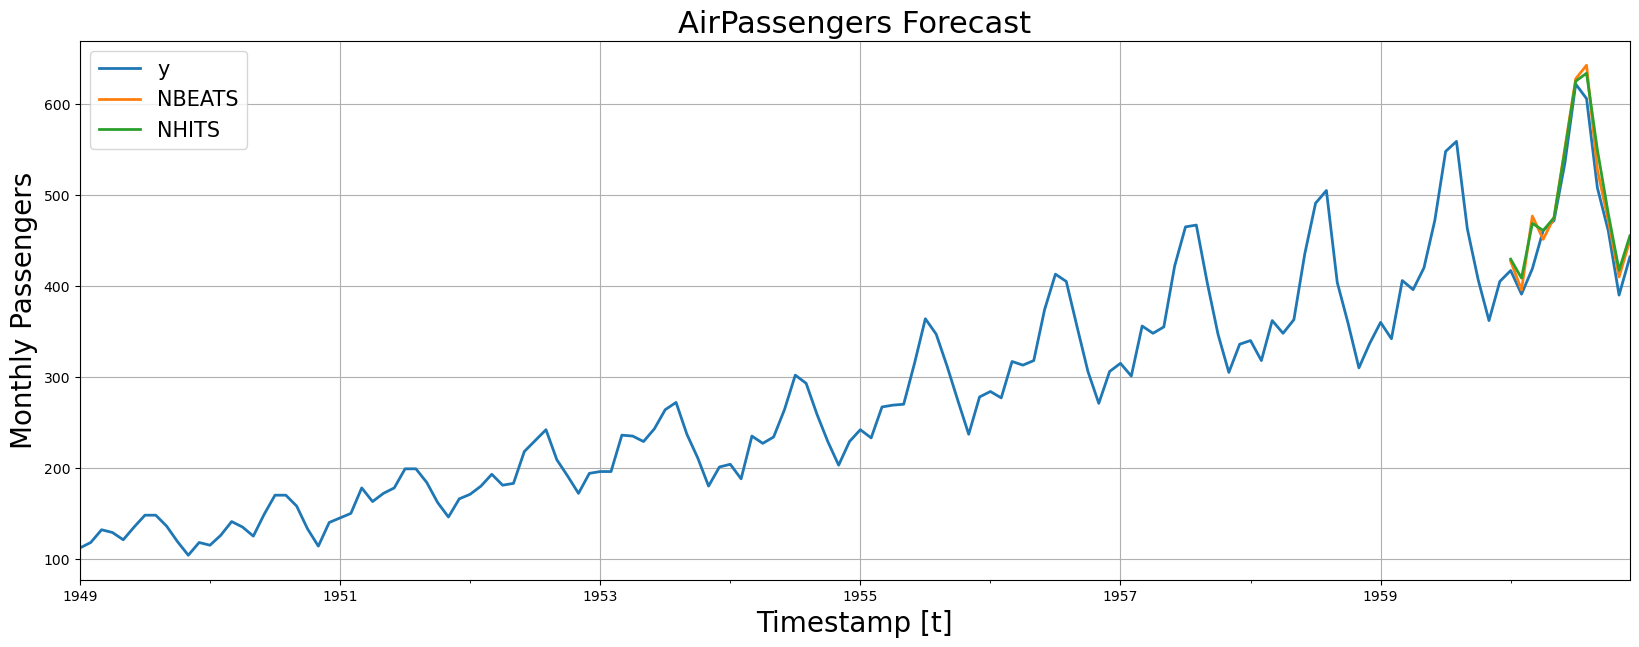 AirPassengers Forecast
y
NBEATS
NHITS
Monthly Passengers
600
500
400
300
200
100
1949
1951
1953
1955
1957
1959
Timestamp [t]